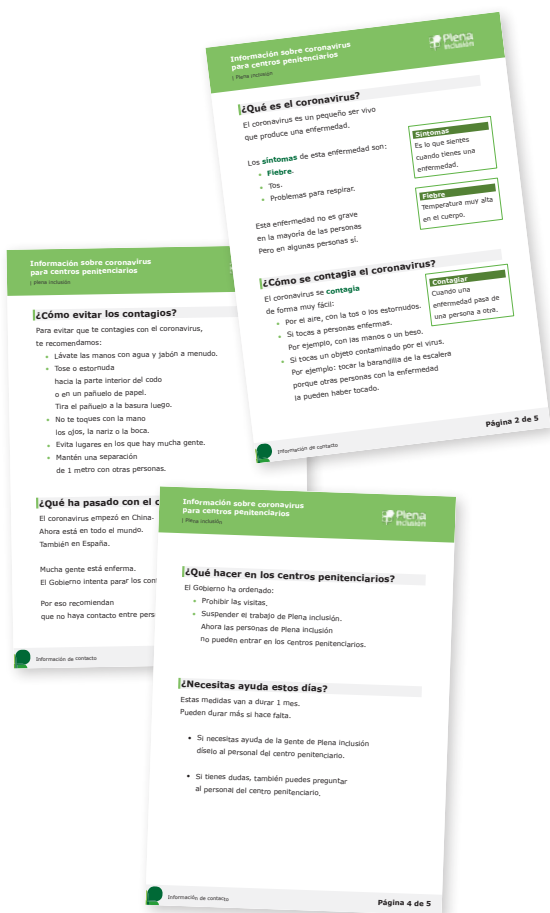 Información sobre coronavirus
para centros penitenciarios
| Plena inclusión
Plena
inclusión
¿Qué es el coronavirus?
El coronavirus es un pequeño ser vivo
que produce una enfermedad.
Los síntomas de esta enfermedad son:
• Fiebre.
• Tos.
• Problemas para respirar.
Esta enfermedad no es grave
en la mayoría de las personas
Pero en algunas personas sí.
Síntomas
Es lo que sientes
cuando tienes una
enfermedad.
Fiebre
Temperatura muy alta
en el cuerpo.
¿Cómo se contagia el coronavirus?
El coronavirus se contagia
de forma muy fácil:
• Por el aire, con la tos o los estornudos.
• Si tocas a personas enfermas.
Por ejemplo, con las manos o un beso.
• Si tocas un objeto contaminado por el virus.
Por ejemplo: tocar la barandilla de la escalera
porque otras personas con la enfermedad
la pueden haber tocado.
Contagiar
Cuando una
enfermedad pasa de
una persona a otra.
Información de contacto
Página 2 de 5
Información sobre coronavirus
para centros penitenciarios
| plena inclusión
¿Cómo evitar los contagios?
Para evitar que te contagies con el coronavirus,
te recomendamos:
• Lávate las manos con agua y jabón a menudo.
• Tose o estornuda
hacia la parte interior del codo
o en un pañuelo de papel.
Tira el pañuelo a la basura luego.
• No te toques con la mano
los ojos, la nariz o la boca.
• Evita lugares en los que hay mucha gente.
• Mantén una separación
de 1 metro con otras personas.
¿Qué ha pasado con el c
El coronavirus empezó en China.
Ahora está en todo el mundo.
También en España.
Mucha gente está enferma.
El Gobierno intenta parar los con
Por eso recomiendan
que no haya contacto entre pers
Información de contacto
Información sobre coronavirus
para centros penitenciarios
| Plena inclusión
Plena
inclusión
¿Qué hacer en los centros penitenciarios?
El Gobierno ha ordenado:
• Prohibir las visitas.
• Suspender el trabajo de Plena inclusión.
Ahora las personas de Plena inclusión
no pueden entrar en los centros penitenciarios.
¿Necesitas ayuda estos días?
Estas medidas van a durar 1 mes.
Pueden durar más si hace falta.
• Si necesitas ayuda de la gente de Plena inclusión
díselo al personal del centro penitenciario.
• Si tienes dudas, también puedes preguntar
al personal del centro penitenciario.
Información de contacto
Página 4 de 5